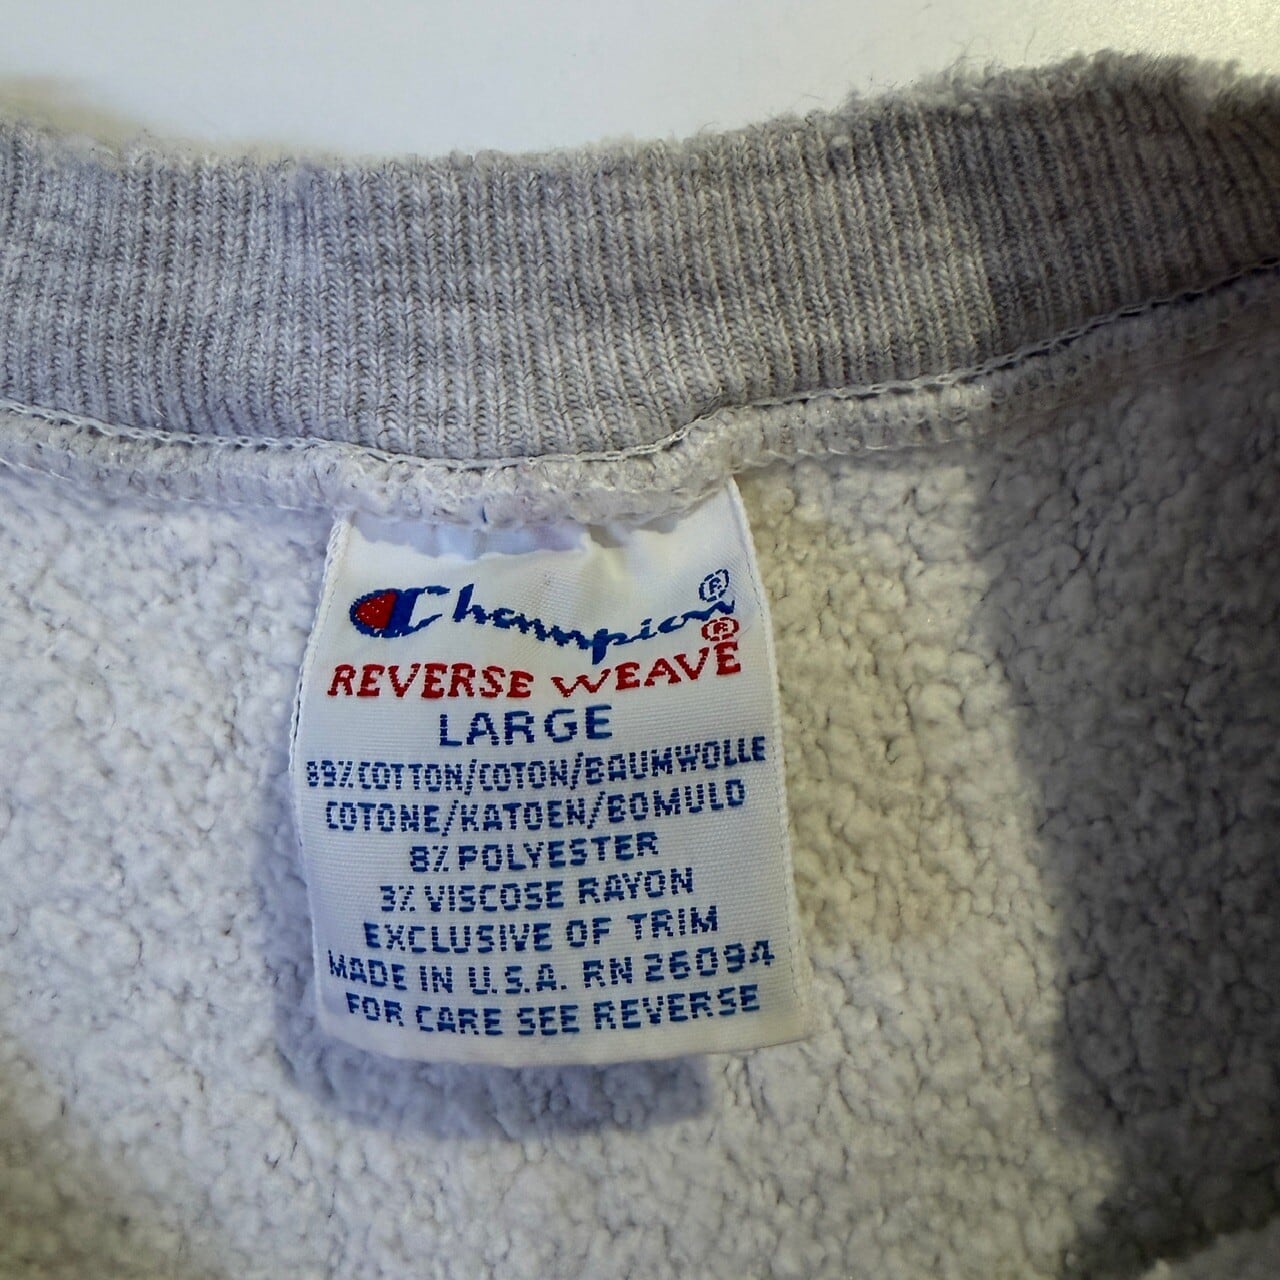 Champion®
REVERSE WEAVE®
LARGE
89% COTTON/COTON/BAUMWOLLE
COTONE/KATOEN/BOMULD
8% POLYESTER
3% VISCOSE RAYON
EXCLUSIVE OF TRIM
MADE IN U.S.A. RN 26094
FOR CARE SEE REVERSE